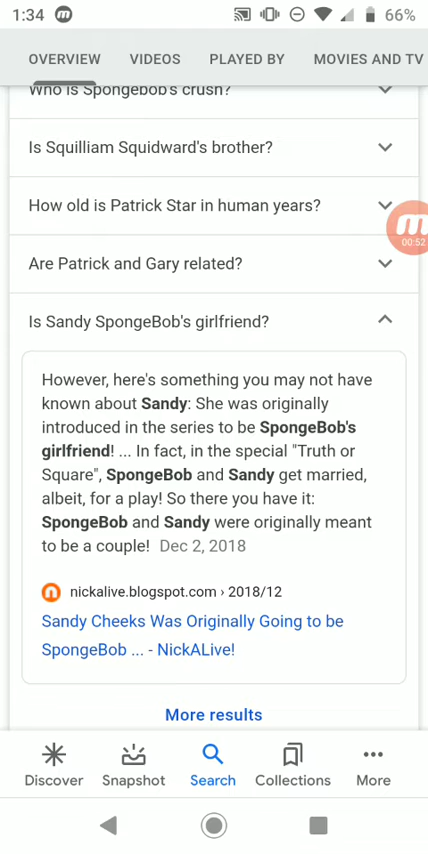 1:34
66%
OVERVIEW VIDEOS PLAYED BY MOVIES AND TV
Who is Spongebob's crush?
Is Squilliam Squidward's brother?
How old is Patrick Star in human years?
00:52
Are Patrick and Gary related?
Is Sandy SpongeBob's girlfriend?
However, here's something you may not have
known about Sandy: She was originally
introduced in the series to be SpongeBob's
girlfriend! ... In fact, in the special "Truth or
Square", SpongeBob and Sandy get married,
albeit, for a play! So there you have it:
SpongeBob and Sandy were originally meant
to be a couple! Dec 2, 2018
nickalive.blogspot.com › 2018/12
Sandy Cheeks Was Originally Going to be
SpongeBob ... - NickALive!
More results
Discover Snapshot Search Collections More